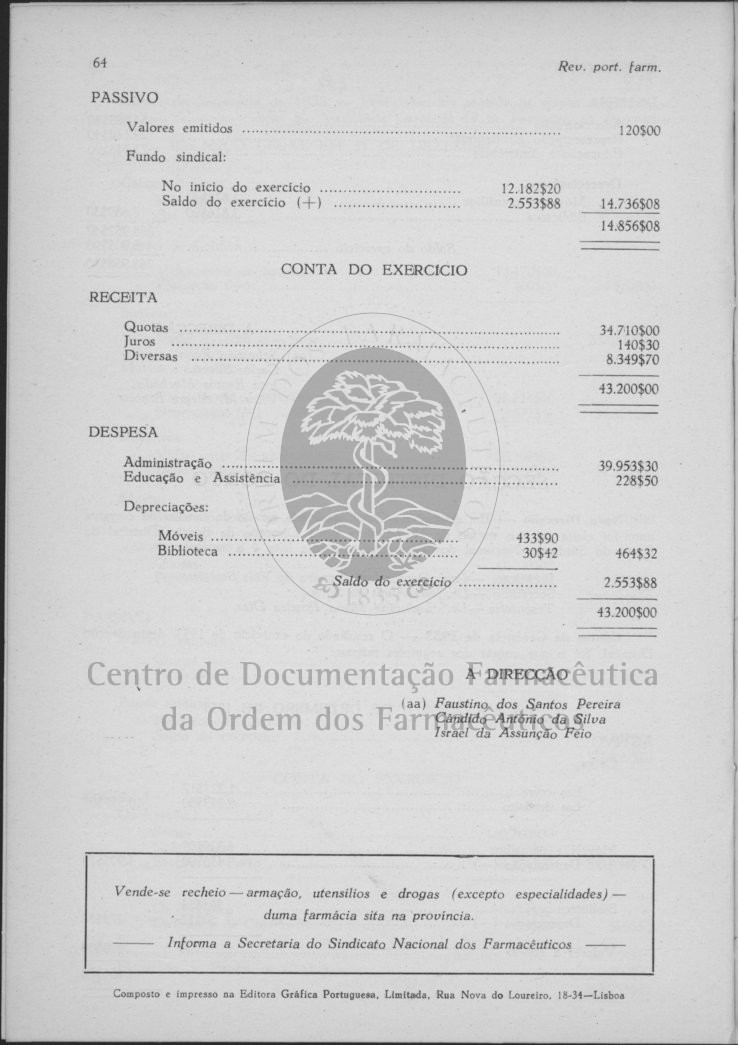 64 Rev. port. farm.
PASSIVO
Valores emitidos ........ 120$00
Fundo sindical:
No início do exercício ........ 12.182$20
Saldo do exercício (+) ........ 2.553$88 14.736$08
14.856$08
CONTA DO EXERCÍCIO
RECEITA
Quotas ........ 34.710$00
Juros ........ 140$30
Diversas ........ 8.349$70
43.200$00
DESPESA
Administração ........ 39.953$30
Educação e Assistência ........ 228$50
Depreciações:
Móveis ........ 433$90
Biblioteca ........ 30$42 464$32
Saldo do exercício ........ 2.553$88
1835
43.200$00
A DIRECÇÃO
Centro de Documentação Farmacêutica
(aa) Faustino dos Santos Pereira
da Ordem dos Farmacêuticos
Cândido António da Silva
Israel da Assunção Feio
Vende-se recheio — armação, utensílios e drogas (excepto especialidades) —
duma farmácia sita na província.
—— Informa a Secretaria do Sindicato Nacional dos Farmacêuticos ——
Composto e impresso na Editora Gráfica Portuguesa, Limitada, Rua Nova do Loureiro, 18-34—Lisboa